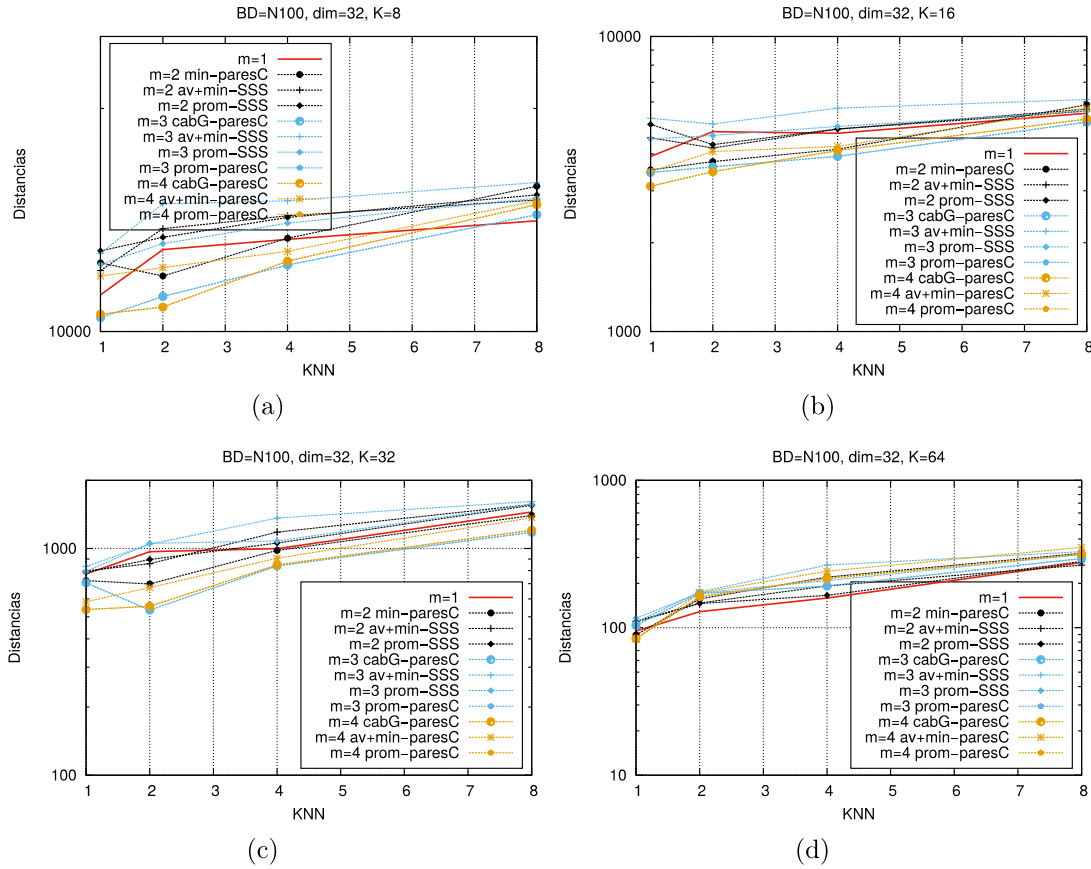 BD=N100, dim=32, K=8
Distancias
10000
1 2 3 4 5 6 7 8
KNN
m=1
m=2 min-paresC
m=2 av+min-SSS
m=2 prom-SSS
m=3 cabG-paresC
m=3 av+min-SSS
m=3 prom-SSS
m=3 prom-paresC
m=4 cabG-paresC
m=4 av+min-paresC
m=4 prom-paresC
(a)
BD=N100, dim=32, K=16
Distancias
10000
1000
1 2 3 4 5 6 7 8
KNN
m=1
m=2 min-paresC
m=2 av+min-SSS
m=2 prom-SSS
m=3 cabG-paresC
m=3 av+min-SSS
m=3 prom-SSS
m=3 prom-paresC
m=4 cabG-paresC
m=4 av+min-paresC
m=4 prom-paresC
(b)
BD=N100, dim=32, K=32
Distancias
1000
100
1 2 3 4 5 6 7 8
KNN
m=1
m=2 min-paresC
m=2 av+min-SSS
m=2 prom-SSS
m=3 cabG-paresC
m=3 av+min-SSS
m=3 prom-SSS
m=3 prom-paresC
m=4 cabG-paresC
m=4 av+min-paresC
m=4 prom-paresC
(c)
BD=N100, dim=32, K=64
Distancias
1000
100
10
1 2 3 4 5 6 7 8
KNN
m=1
m=2 min-paresC
m=2 av+min-SSS
m=2 prom-SSS
m=3 cabG-paresC
m=3 av+min-SSS
m=3 prom-SSS
m=3 prom-paresC
m=4 cabG-paresC
m=4 av+min-paresC
m=4 prom-paresC
(d)